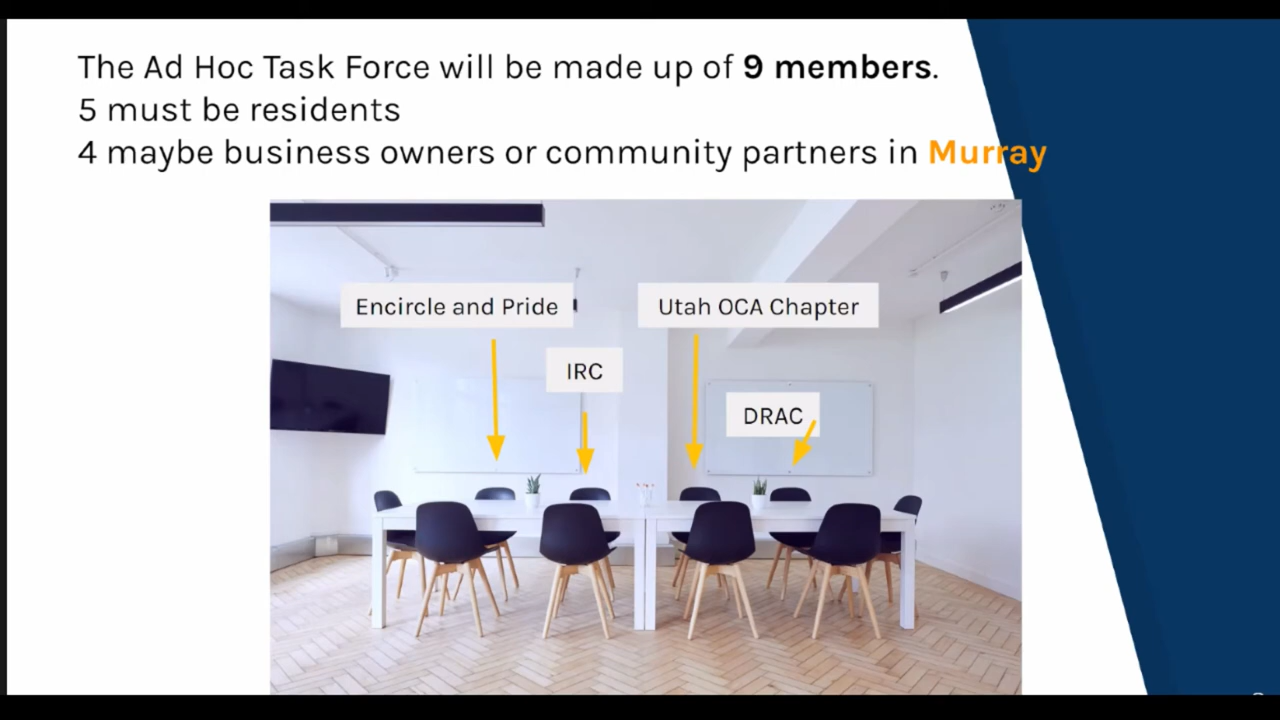 The Ad Hoc Task Force will be made up of 9 members.
5 must be residents
4 maybe business owners or community partners in Murray
Encircle and Pride
Utah OCA Chapter
IRC
DRAC